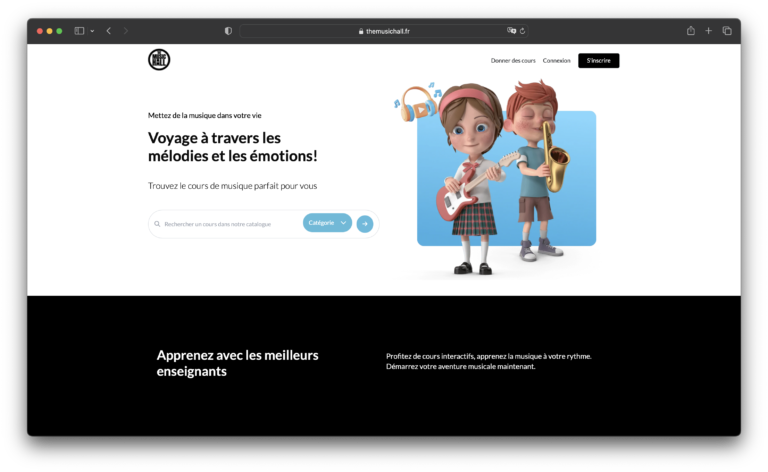 themusichall.fr
MUSIC
HALL
Donner des cours
Connexion
S'inscrire
Mettez de la musique dans votre vie
Voyage à travers les
mélodies et les émotions!
Trouvez le cours de musique parfait pour vous
Rechercher un cours dans notre catalogue
Catégorie
Apprenez avec les meilleurs
enseignants
Profitez de cours interactifs, apprenez la musique à votre rythme.
Démarrez votre aventure musicale maintenant.